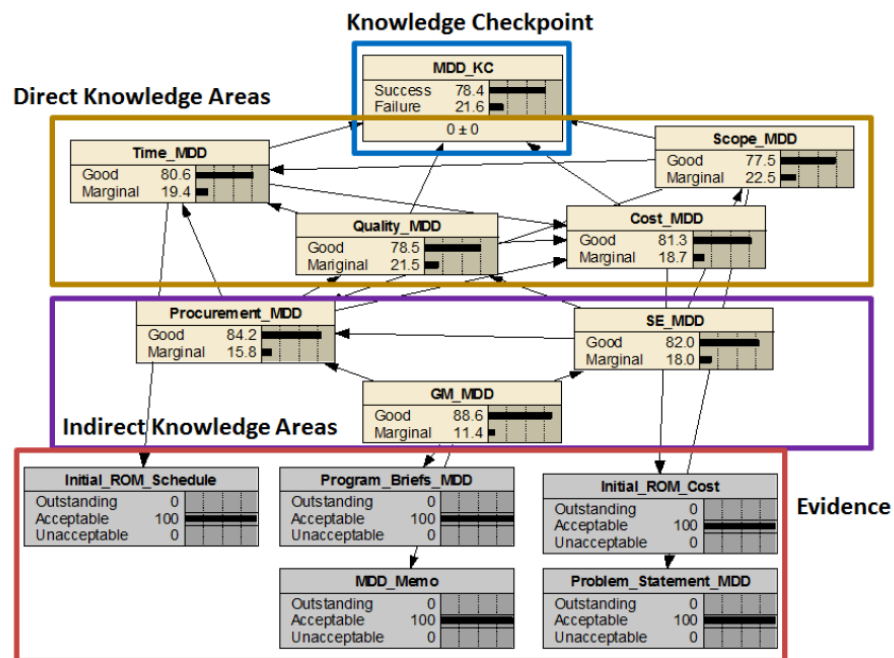 Knowledge Checkpoint
MDD_KC
Success 78.4
Failure 21.6
0 ± 0
Direct Knowledge Areas
Time_MDD
Good 80.6
Marginal 19.4
Scope_MDD
Good 77.5
Marginal 22.5
Quality_MDD
Good 78.5
Mariginal 21.5
Cost_MDD
Good 81.3
Marginal 18.7
Procurement_MDD
Good 84.2
Marginal 15.8
SE_MDD
Good 82.0
Marginal 18.0
GM_MDD
Good 88.6
Marginal 11.4
Indirect Knowledge Areas
Initial_ROM_Schedule
Outstanding 0
Acceptable 100
Unacceptable 0
Program_Briefs_MDD
Outstanding 0
Acceptable 100
Unacceptable 0
Initial_ROM_Cost
Outstanding 0
Acceptable 100
Unacceptable 0
Evidence
MDD_Memo
Outstanding 0
Acceptable 100
Unacceptable 0
Problem_Statement_MDD
Outstanding 0
Acceptable 100
Unacceptable 0